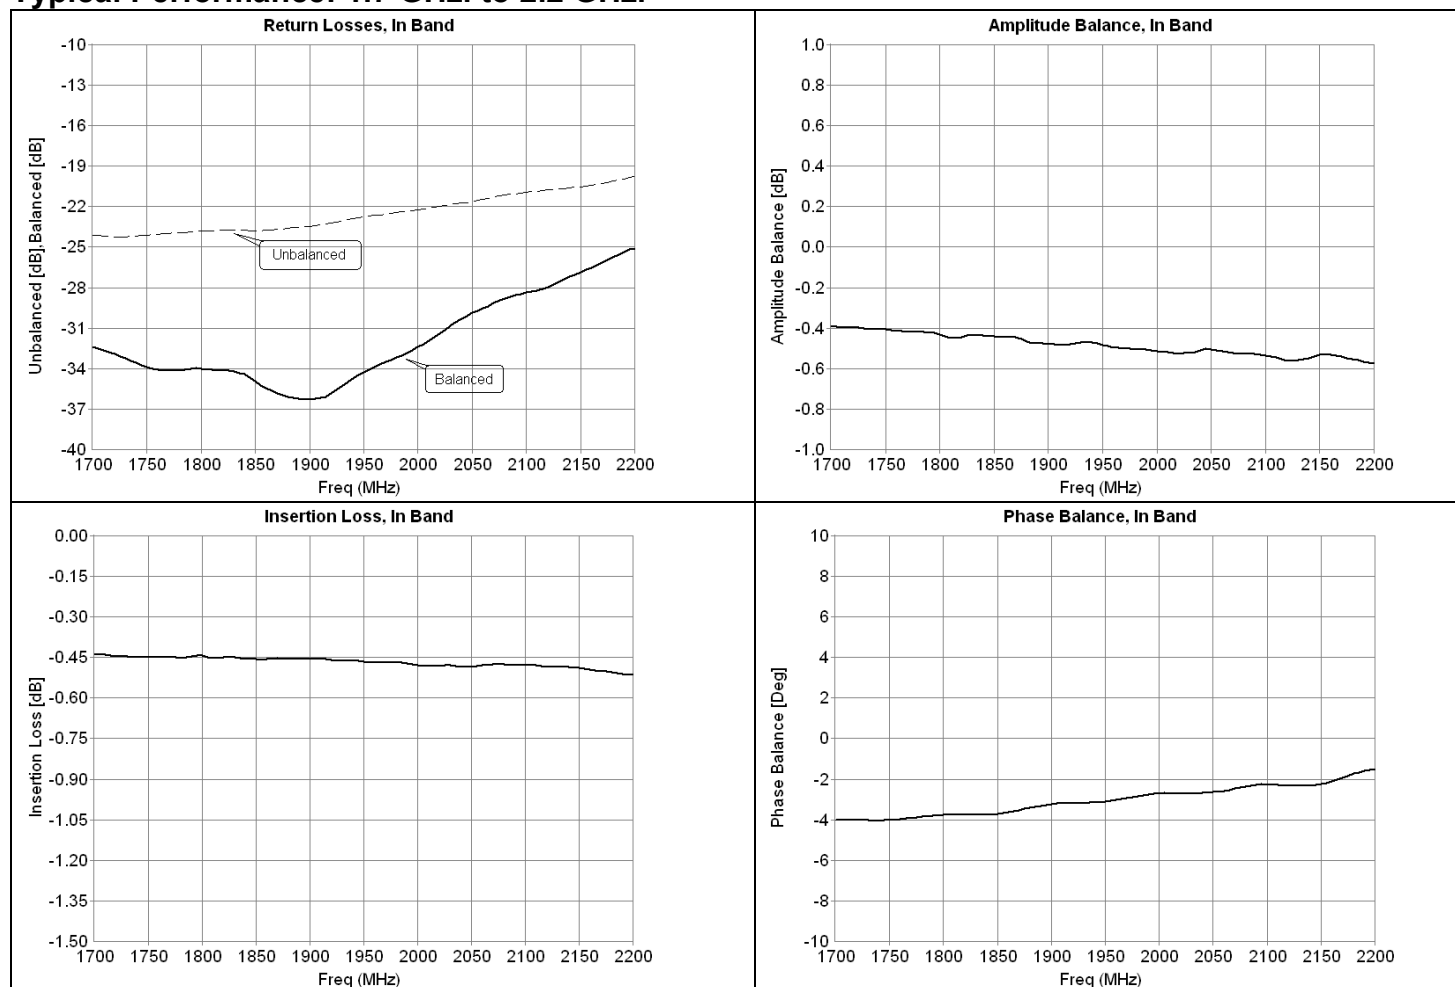 Typical Performance: 1.7 GHz. to 2.2 GHz.
Return Losses, In Band
-10
-13
-16
-19
-22
-25
-28
-31
-34
-37
-40
Unbalanced [dB],Balanced [dB]
Unbalanced
Balanced
1700 1750 1800 1850 1900 1950 2000 2050 2100 2150 2200
Freq (MHz)
Amplitude Balance, In Band
1.0
0.8
0.6
0.4
0.2
0.0
-0.2
-0.4
-0.6
-0.8
-1.0
Amplitude Balance [dB]
1700 1750 1800 1850 1900 1950 2000 2050 2100 2150 2200
Freq (MHz)
Insertion Loss, In Band
0.00
-0.15
-0.30
-0.45
-0.60
-0.75
-0.90
-1.05
-1.20
-1.35
-1.50
Insertion Loss [dB]
1700 1750 1800 1850 1900 1950 2000 2050 2100 2150 2200
Freq (MHz)
Phase Balance, In Band
10
8
6
4
2
0
-2
-4
-6
-8
-10
Phase Balance [Deg]
1700 1750 1800 1850 1900 1950 2000 2050 2100 2150 2200
Freq (MHz)